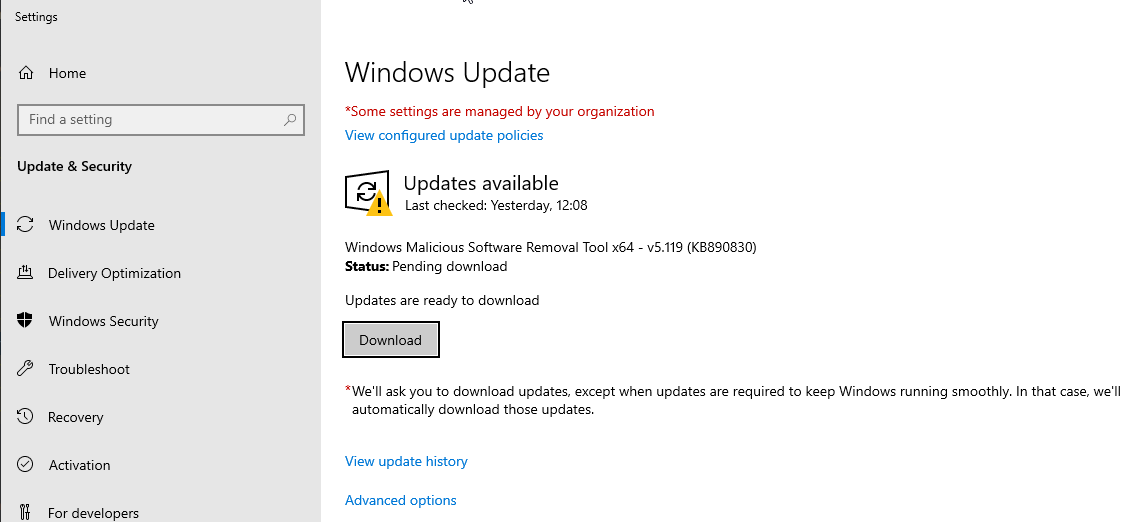 Settings
Home
Find a setting
Update & Security
Windows Update
Delivery Optimization
Windows Security
Troubleshoot
Recovery
Activation
For developers
Windows Update
*Some settings are managed by your organization
View configured update policies
Updates available
Last checked: Yesterday, 12:08
Windows Malicious Software Removal Tool x64 - v5.119 (KB890830)
Status: Pending download
Updates are ready to download
Download
*We'll ask you to download updates, except when updates are required to keep Windows running smoothly. In that case, we'll
automatically download those updates.
View update history
Advanced options